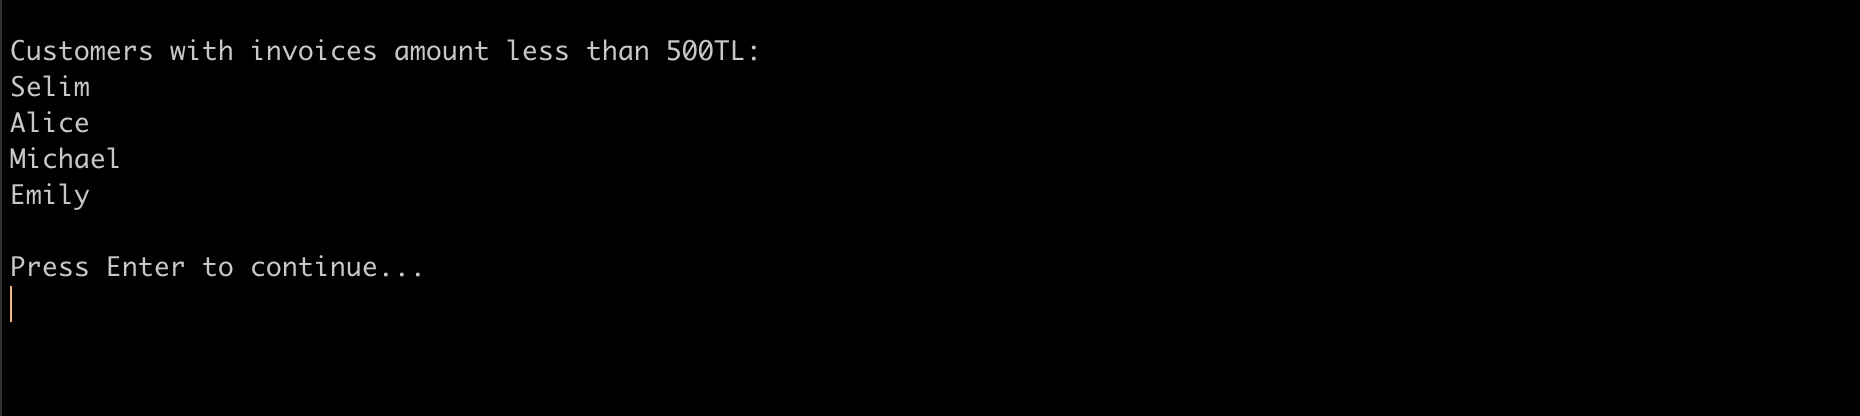 Customers with invoices amount less than 500TL:
Selim
Alice
Michael
Emily
Press Enter to continue...